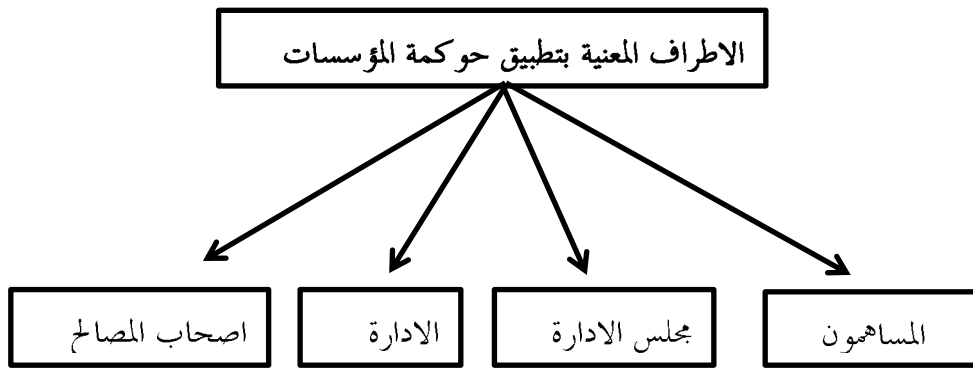 الاطراف المعنية بتطبيق حوكمة المؤسسات
المساهمون
مجلس الادارة
الادارة
اصحاب المصالح